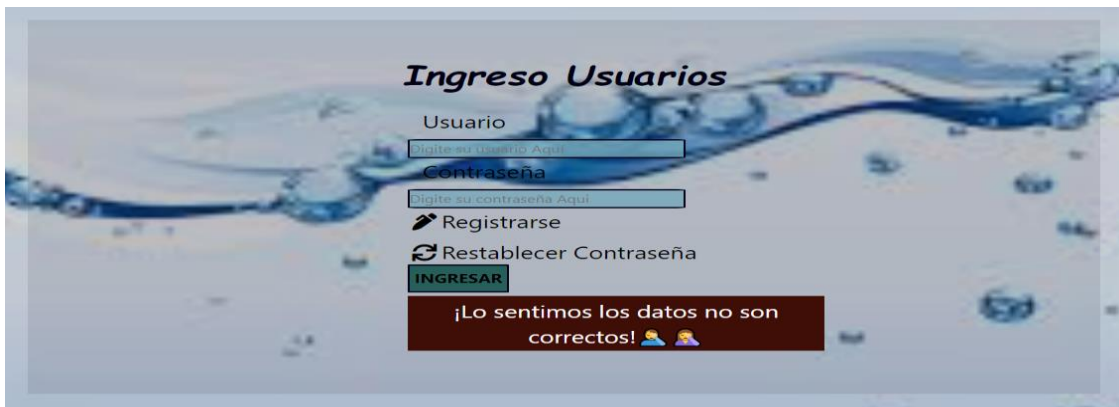 Ingreso Usuarios
Usuario
Digite su usuario Aquí
Contraseña
Digite su contraseña Aquí
Registrarse
Restablecer Contraseña
INGRESAR
¡Lo sentimos los datos no son
correctos!🤦‍♂️ 🤦‍♀️